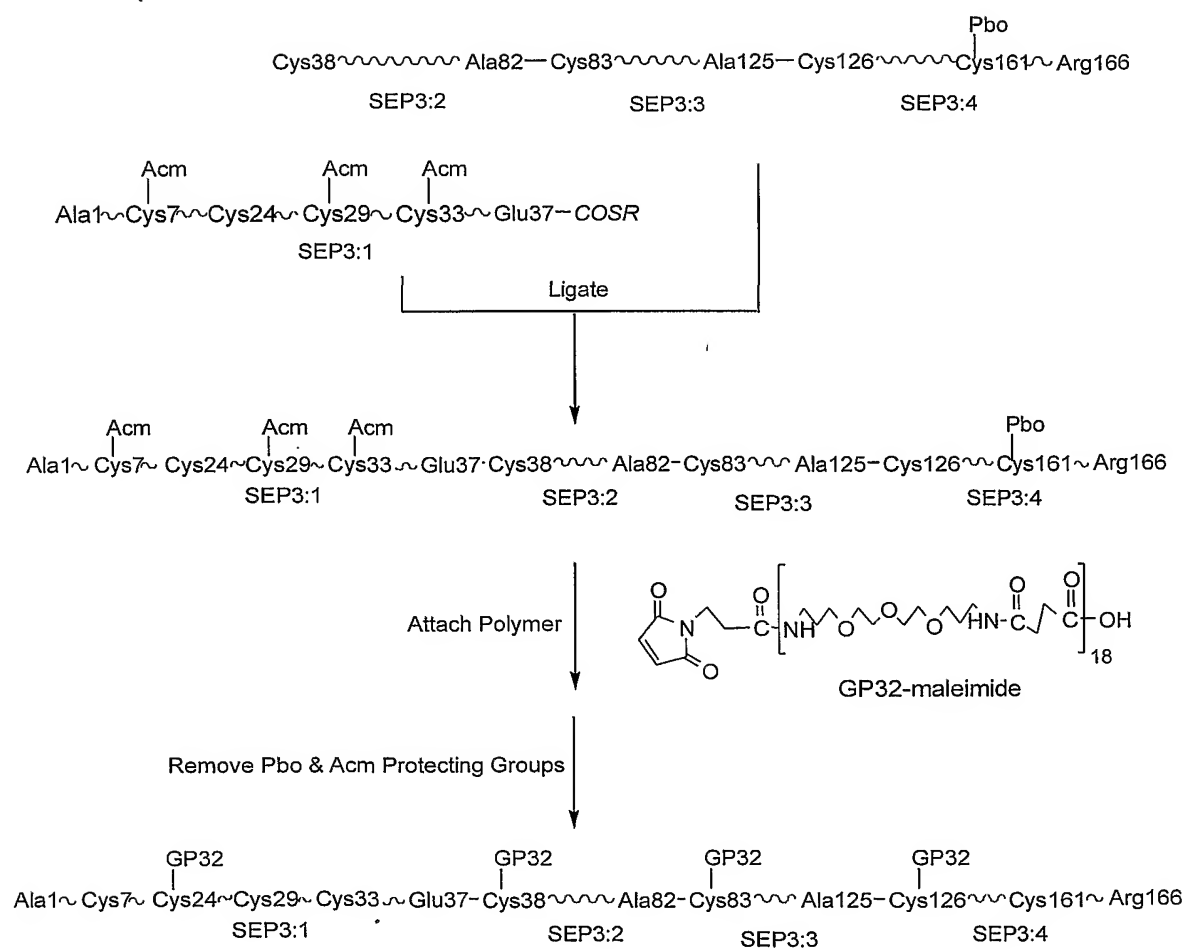 Pbo
Cys38 Ala82 Cys83 Ala125 Cys126 Cys161 Arg166
SEP3:2 SEP3:3 SEP3:4
Acm Acm Acm
Ala1 Cys7 Cys24 Cys29 Cys33 Glu37 COSR
SEP3:1
Ligate
Acm Acm Acm Pbo
Ala1 Cys7 Cys24 Cys29 Cys33 Glu37 Cys38 Ala82 Cys83 Ala125 Cys126 Cys161 Arg166
SEP3:1 SEP3:2 SEP3:3 SEP3:4
Attach Polymer
O O N O NH O O O HN C O C O OH
18
GP32-maleimide
Remove Pbo & Acm Protecting Groups
GP32 GP32 GP32 GP32
Ala1 Cys7 Cys24 Cys29 Cys33 Glu37 Cys38 Ala82 Cys83 Ala125 Cys126 Cys161 Arg166
SEP3:1 SEP3:2 SEP3:3 SEP3:4